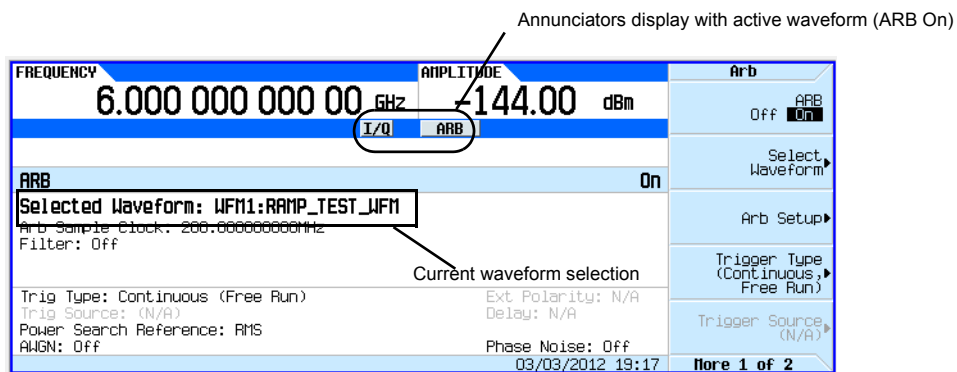 Annunciators display with active waveform (ARB On)
FREQUENCY
AMPLITUDE
6.000 000 000 00 GHz
-144.00 dBm
I/Q
ARB
ARB
On
Selected Waveform: WFM1:RAMP_TEST_WFM
Arb Sample Clock: 200.000000000MHz
Filter: Off
Current waveform selection
Trig Type: Continuous (Free Run)
Ext Polarity: N/A
Trig Source: (N/A)
Delay: N/A
Power Search Reference: RMS
AWGN: Off
Phase Noise: Off
03/03/2012 19:17
Arb
ARB
Off On
Select
Waveform
Arb Setup
Trigger Type
(Continuous,
Free Run)
Trigger Source
(N/A)
More 1 of 2